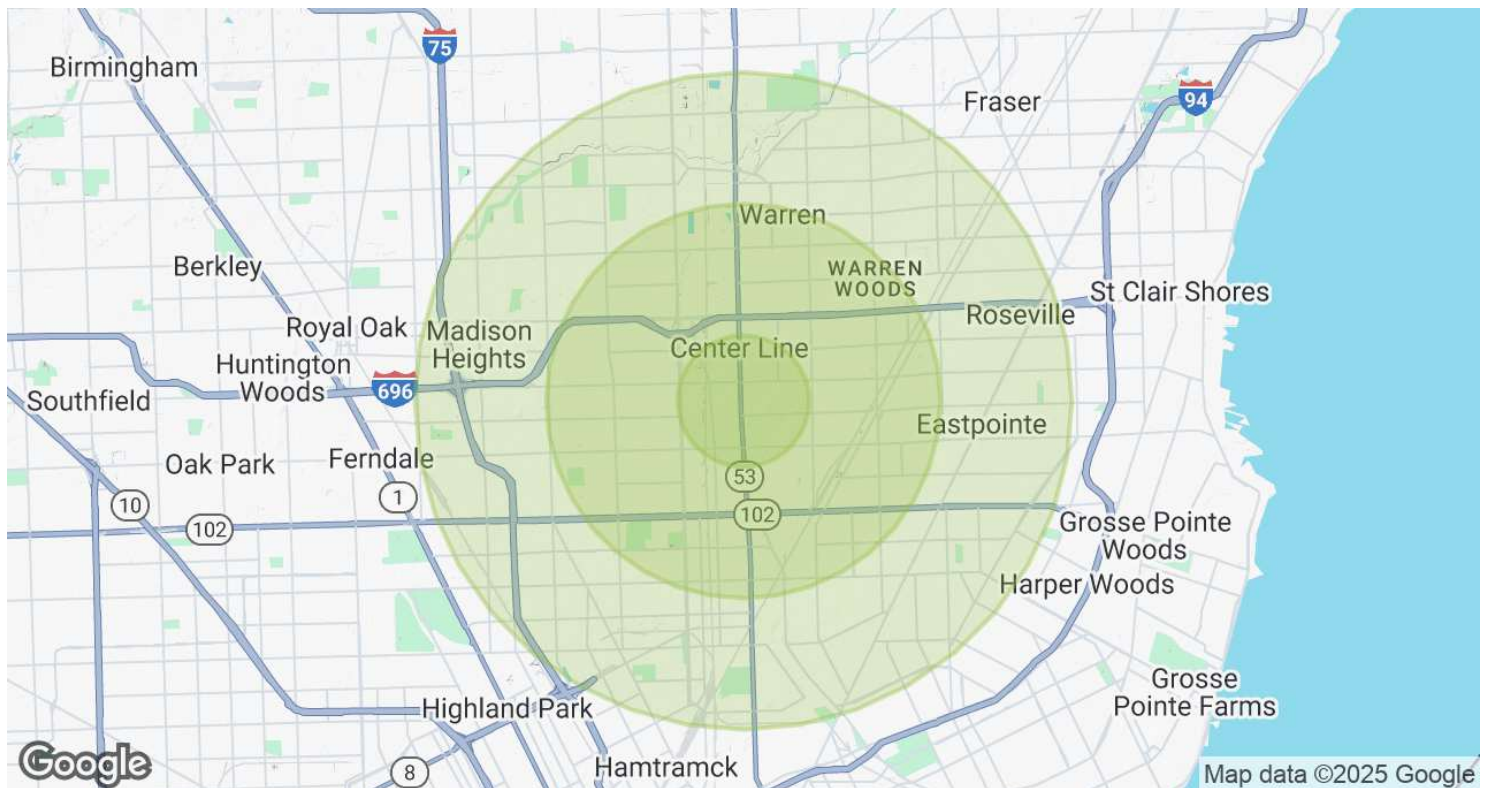 75
Birmingham
Fraser
94
Warren
Berkley
WARREN
WOODS
St Clair Shores
Roseville
Royal Oak
Madison
Heights
Center Line
Huntington
Woods
696
Southfield
Eastpointe
Oak Park
Ferndale
53
1
10
102
102
Grosse Pointe
Woods
Harper Woods
Grosse
Pointe Farms
Highland Park
Hamtramck
8
Google
Map data ©2025 Google